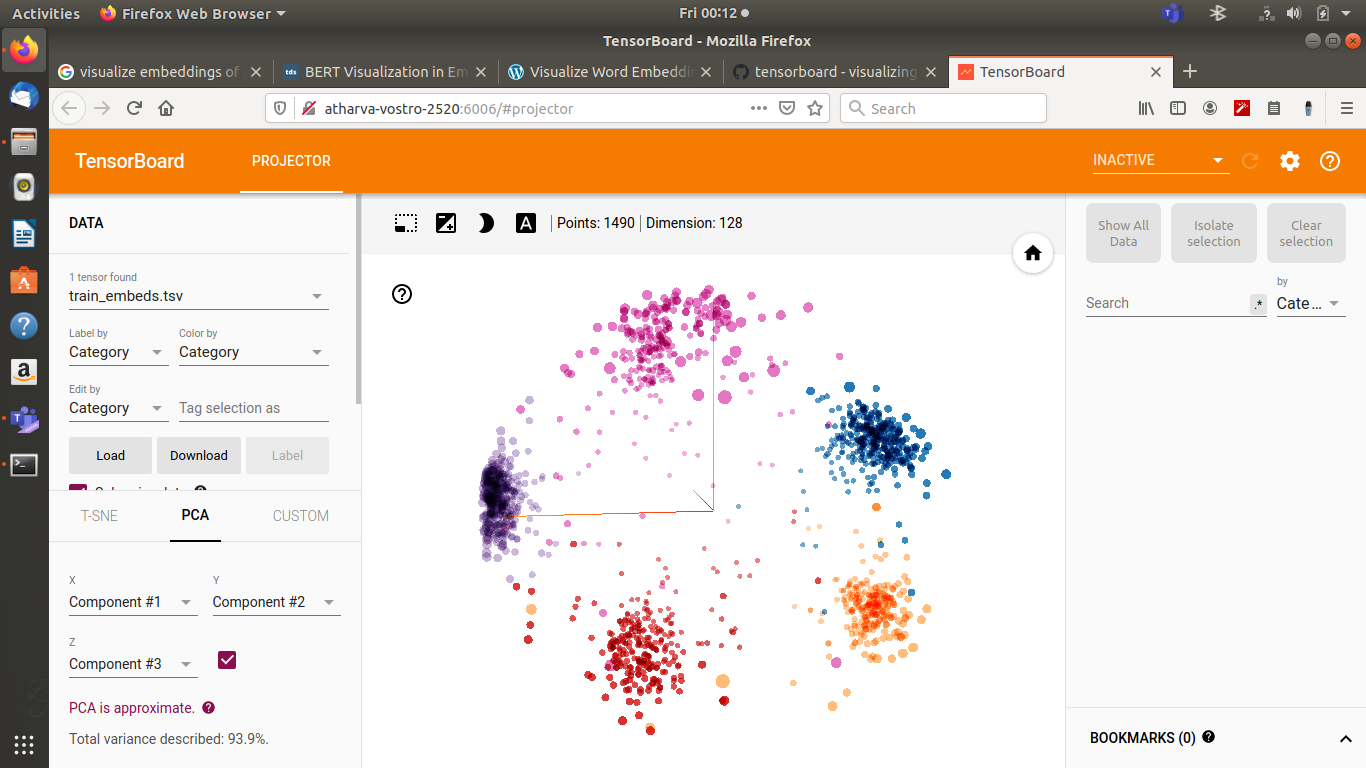 Activities Firefox Web Browser Fri 00:12
TensorBoard - Mozilla Firefox
visualize embeddings of
tds BERT Visualization in Em
Visualize Word Embeddi
tensorboard - visualizing
TensorBoard
atharva-vostro-2520:6006/#projector
Search
TensorBoard PROJECTOR INACTIVE
DATA
Points: 1490 Dimension: 128
Show All Data
Isolate selection
Clear selection
1 tensor found
train_embeds.tsv
by
Search .* Cate...
Label by Color by
Category Category
Edit by
Category Tag selection as
Load Download Label
T-SNE PCA CUSTOM
X Y
Component #1 Component #2
Z
Component #3
PCA is approximate.
Total variance described: 93.9%.
BOOKMARKS (0)